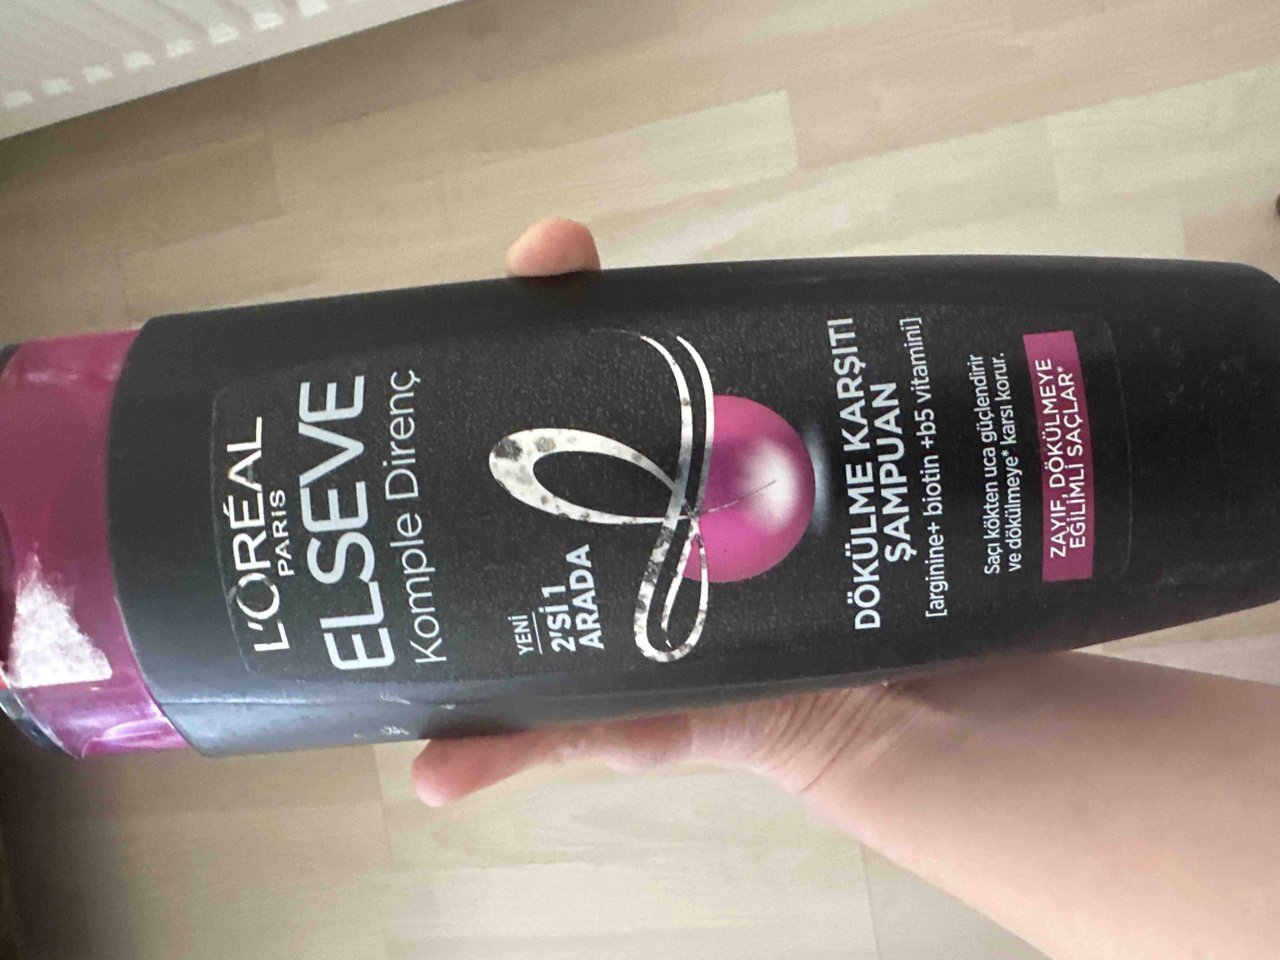 L'ORÉAL
PARIS
ELSEVE
Komple Direnç
YENİ
2'Sİ 1
ARADA
DÖKÜLME KARŞITI
ŞAMPUAN
[arginine+ biotin +b5 vitamini]
Saçı kökten uca güçlendirir
ve dökülmeye* karşı korur.
ZAYIF, DÖKÜLMEYE
EĞİLİMLİ SAÇLAR*